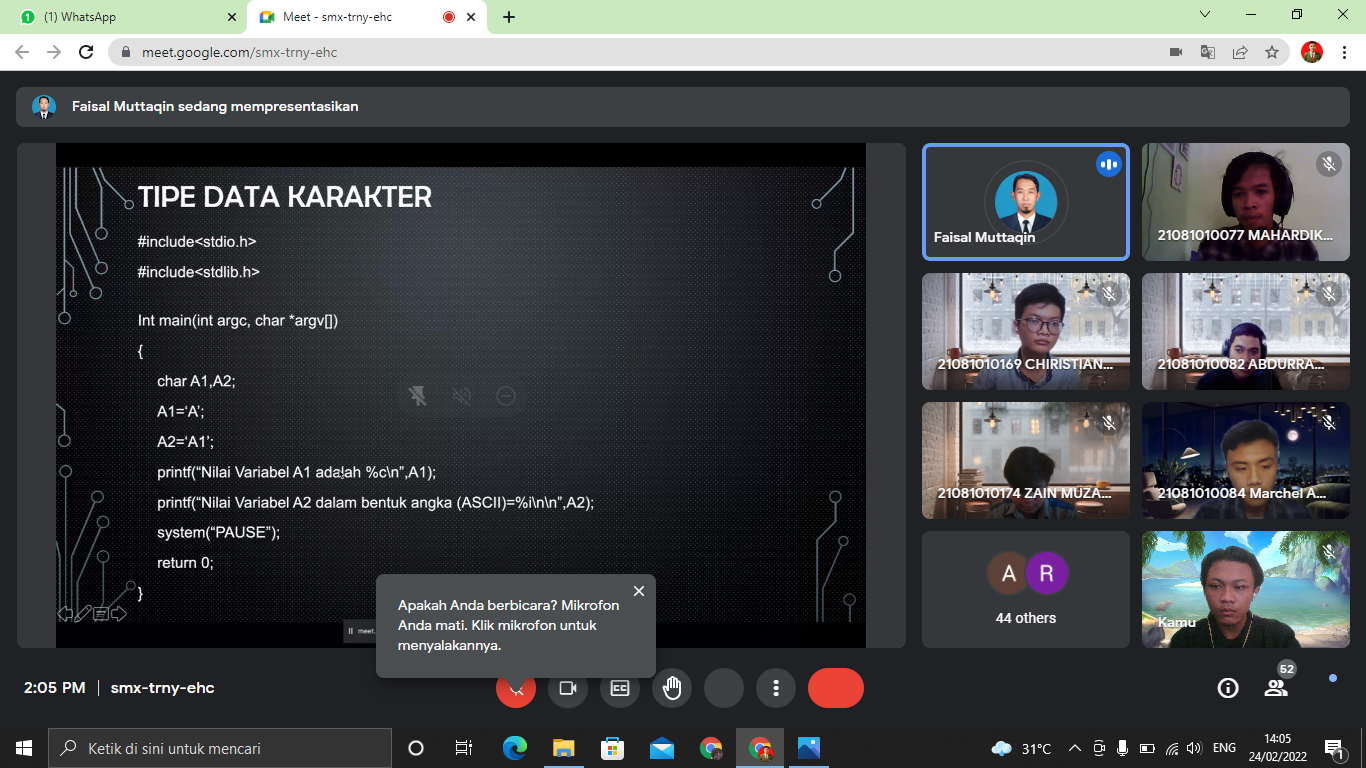 (1) WhatsApp
Meet - smx-trny-ehc
meet.google.com/smx-trny-ehc
Faisal Muttaqin sedang mempresentasikan
TIPE DATA KARAKTER
#include<stdio.h>
#include<stdlib.h>
Int main(int argc, char *argv[])
{
char A1,A2;
A1=‘A’;
A2=‘A1’;
printf(“Nilai Variabel A1 adalah %c\n”,A1);
printf(“Nilai Variabel A2 dalam bentuk angka (ASCII)=%i\n\n”,A2);
system(“PAUSE”);
return 0;
}
meet.
Apakah Anda berbicara? Mikrofon
Anda mati. Klik mikrofon untuk
menyalakannya.
Faisal Muttaqin
21081010077 MAHARDIK...
21081010169 CHIRISTIAN...
21081010082 ABDURRA...
21081010174 ZAIN MUZA...
21081010084 Marchel A...
A R
44 others
Kamu
2:05 PM | smx-trny-ehc
CC
52
Ketik di sini untuk mencari
31°C
ENG
14:05
24/02/2022
1